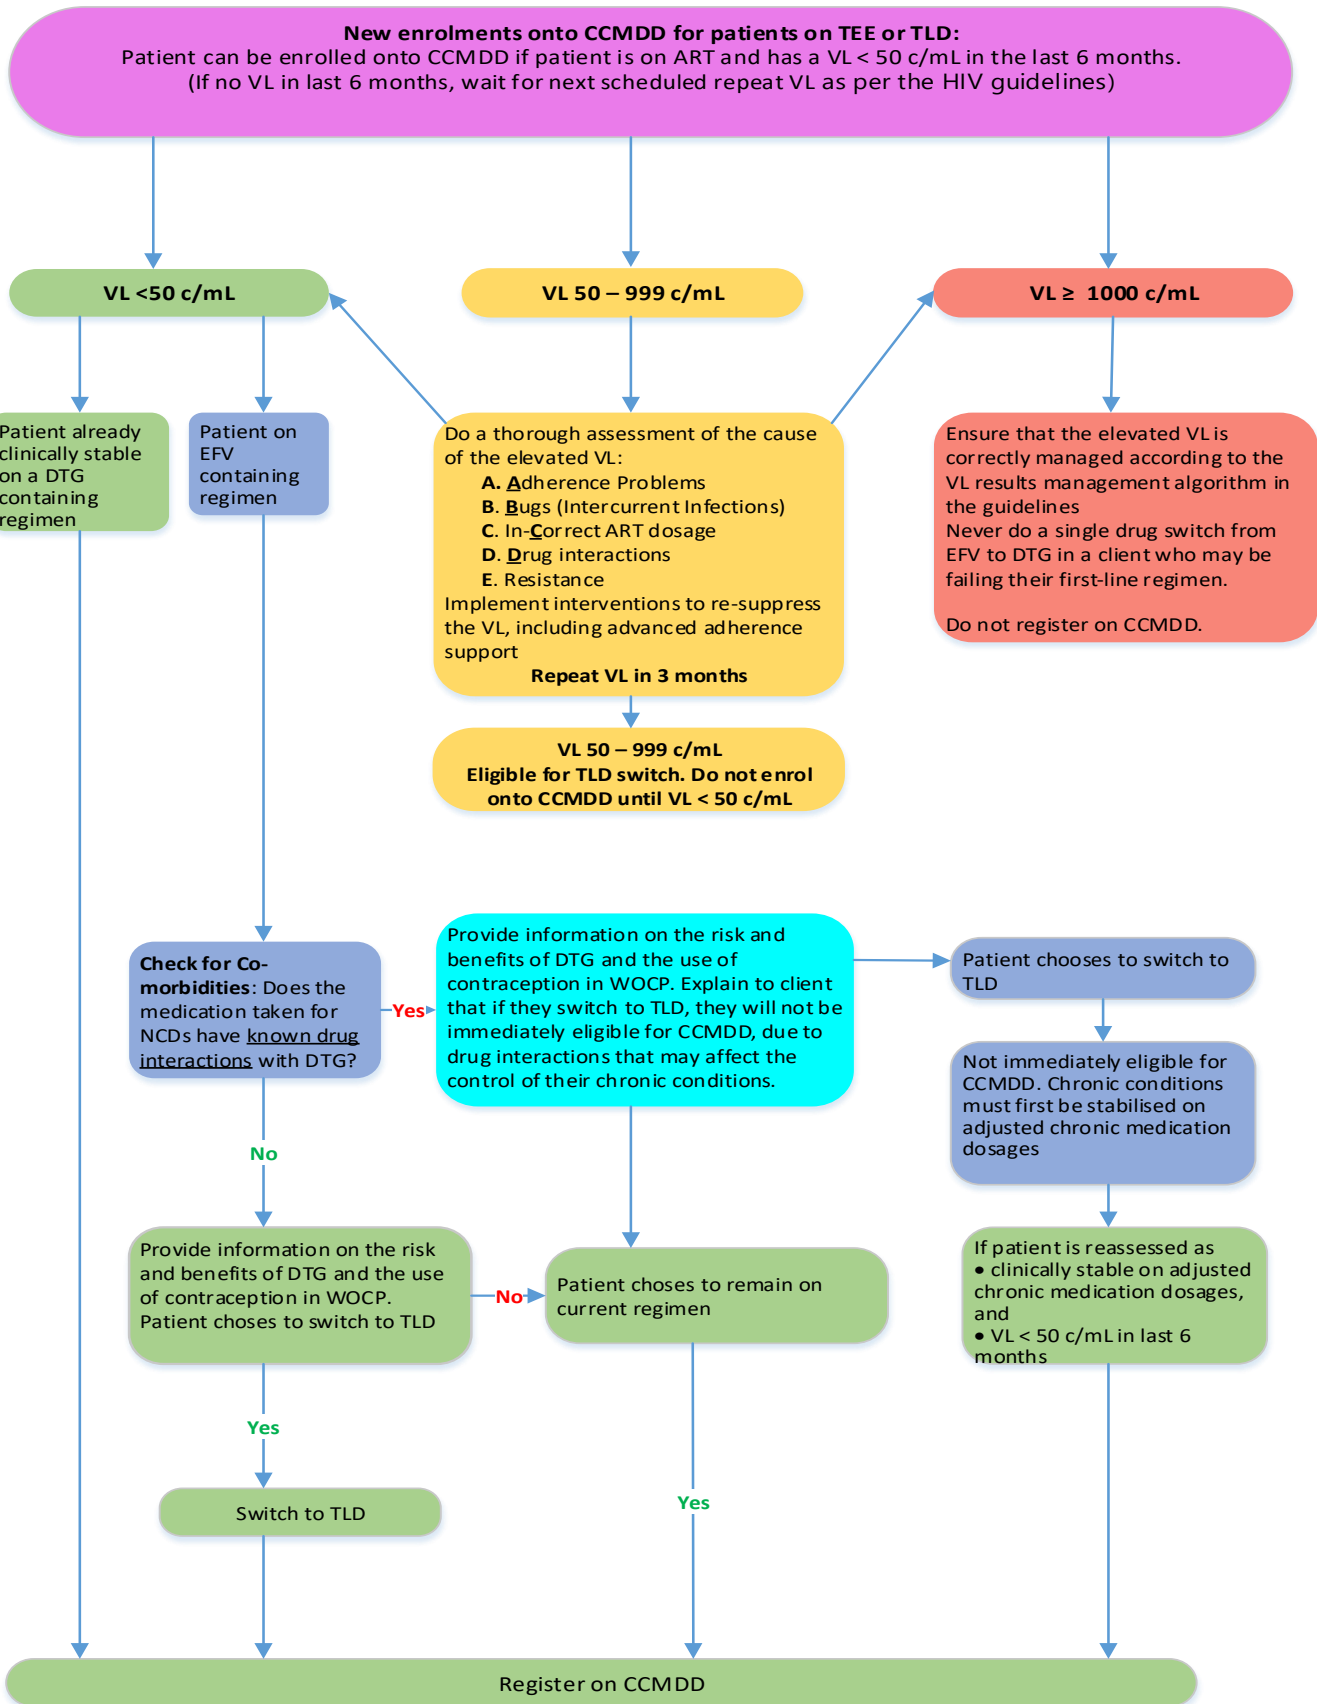 New enrolments onto CCMDD for patients on TEE or TLD:
Patient can be enrolled onto CCMDD if patient is on ART and has a VL < 50 c/mL in the last 6 months.
(If no VL in last 6 months, wait for next scheduled repeat VL as per the HIV guidelines)
VL <50 c/mL
VL 50 – 999 c/mL
VL ≥ 1000 c/mL
Patient already
clinically stable
on a DTG
containing
regimen
Patient on
EFV
containing
regimen
Do a thorough assessment of the cause
of the elevated VL:
A. Adherence Problems
B. Bugs (Intercurrent Infections)
C. In-Correct ART dosage
D. Drug interactions
E. Resistance
Implement interventions to re-suppress
the VL, including advanced adherence
support
Repeat VL in 3 months
Ensure that the elevated VL is
correctly managed according to the
VL results management algorithm in
the guidelines
Never do a single drug switch from
EFV to DTG in a client who may be
failing their first-line regimen.
Do not register on CCMDD.
VL 50 – 999 c/mL
Eligible for TLD switch. Do not enrol
onto CCMDD until VL < 50 c/mL
Check for Co-
morbidities: Does the
medication taken for
NCDs have known drug
interactions with DTG?
Yes
Provide information on the risk and
benefits of DTG and the use of
contraception in WOCP. Explain to client
that if they switch to TLD, they will not be
immediately eligible for CCMDD, due to
drug interactions that may affect the
control of their chronic conditions.
Patient chooses to switch to
TLD
Not immediately eligible for
CCMDD. Chronic conditions
must first be stabilised on
adjusted chronic medication
dosages
No
Provide information on the risk
and benefits of DTG and the use
of contraception in WOCP.
Patient choses to switch to TLD
No
Patient choses to remain on
current regimen
If patient is reassessed as
• clinically stable on adjusted
chronic medication dosages,
and
• VL < 50 c/mL in last 6
months
Yes
Switch to TLD
Yes
Register on CCMDD